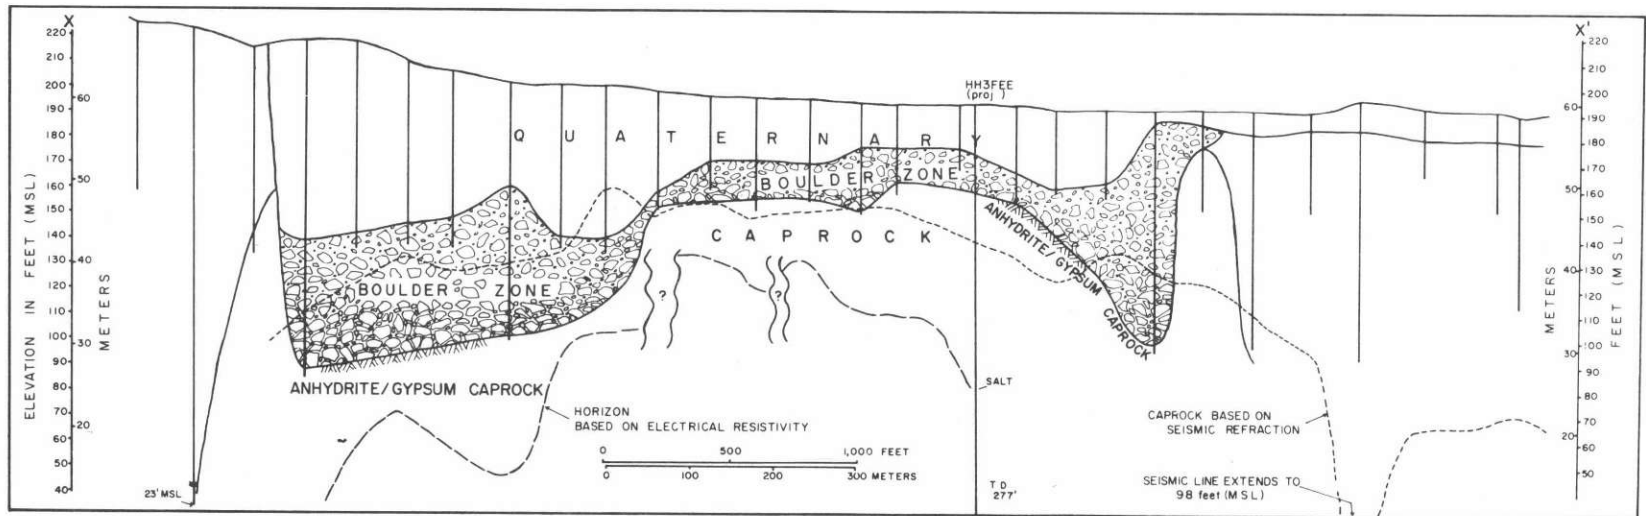 X
X'
220
210
200
190
180
170
160
150
140
130
120
110
100
90
80
70
60
50
40
60
50
40
30
20
ELEVATION IN FEET (MSL)
METERS
HH3FEE
(proj)
QUATERNARY
BOULDER ZONE
CAPROCK
BOULDER ZONE
ANHYDRITE/GYPSUM
CAPROCK
?
?
ANHYDRITE/GYPSUM CAPROCK
SALT
HORIZON
BASED ON ELECTRICAL RESISTIVITY
0 500 1,000 FEET
0 100 200 300 METERS
CAPROCK BASED ON
SEISMIC REFRACTION
SEISMIC LINE EXTENDS TO
98 feet (MSL)
23' MSL
T D
277'
220
210
200
190
180
170
160
150
140
130
120
110
100
90
80
70
60
50
60
50
40
30
20
METERS
FEET (MSL)